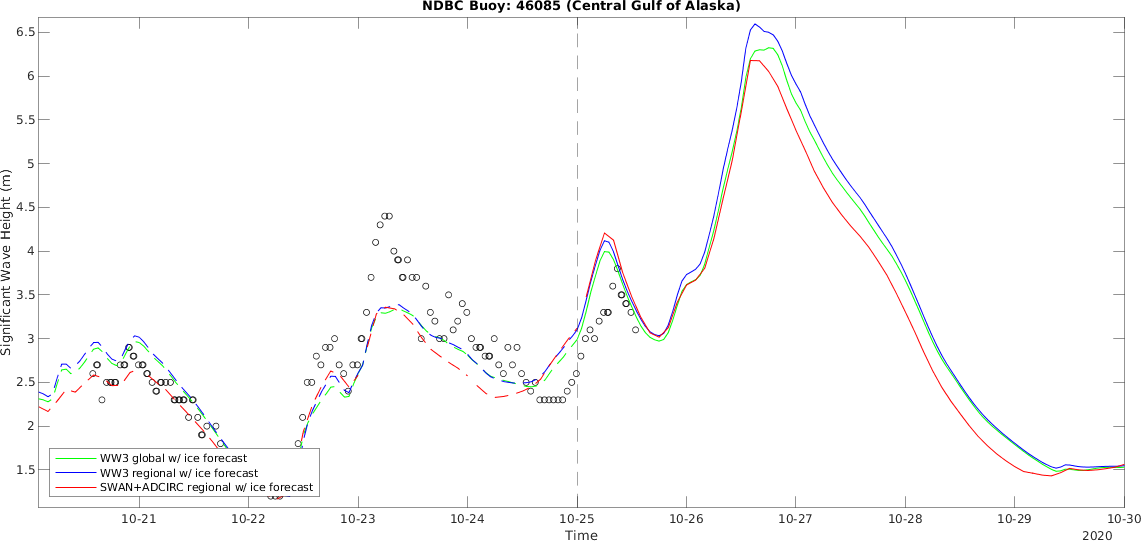 NDBC Buoy: 46085 (Central Gulf of Alaska)
6.5
6
5.5
5
4.5
4
3.5
3
2.5
2
1.5
Significant Wave Height (m)
WW3 global w/ ice forecast
WW3 regional w/ ice forecast
SWAN+ADCIRC regional w/ ice forecast
10-21 10-22 10-23 10-24 10-25 10-26 10-27 10-28 10-29 10-30
Time
2020